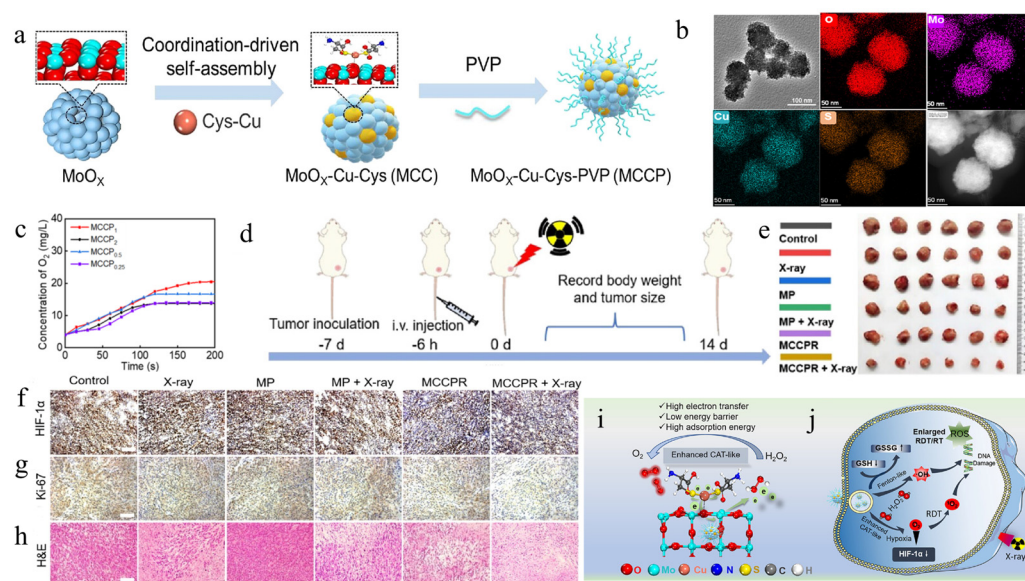 a
Coordination-driven
self-assembly
Cys-Cu
PVP
MoOX
MoOX-Cu-Cys (MCC)
MoOX-Cu-Cys-PVP (MCCP)
b
100 nm
O
50 nm
Mo
50 nm
Cu
50 nm
S
50 nm
50 nm
c
Concentration of O2 (mg/L)
40
30
20
10
0
MCCP1
MCCP2
MCCP0.5
MCCP0.25
0 50 100 150 200
Time (s)
d
Tumor inoculation
i.v. injection
Record body weight
and tumor size
-7 d
-6 h
0 d
14 d
e
Control
X-ray
MP
MP + X-ray
MCCPR
MCCPR + X-ray
Control
X-ray
MP
MP + X-ray
MCCPR
MCCPR + X-ray
f
HIF-1α
g
Ki-67
h
H&E
i
✓High electron transfer
✓Low energy barrier
✓High adsorption energy
O2
Enhanced CAT-like
H2O2
e
e
e
e
O
Mo
Cu
N
S
C
H
j
Enlarged
RDT/RT
ROS
GSSG↑
GSH↓
Fenton-like
·OH
DNA
Damage
H2O2
Enhanced
CAT-like
Hypoxia
RDT
HIF-1α↓
X-ray